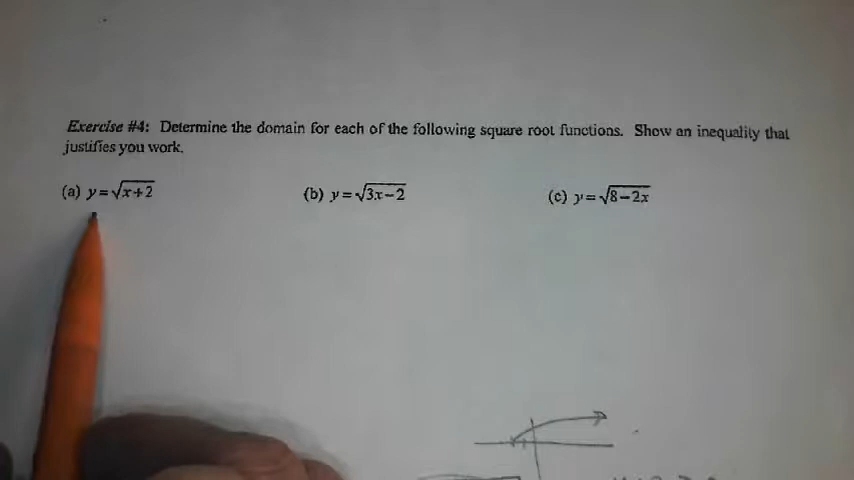 Exercise #4: Determine the domain for each of the following square root functions. Show an inequality that
justifies you work.
(a) y=√x+2 (b) y=√3x−2 (c) y=√8−2x